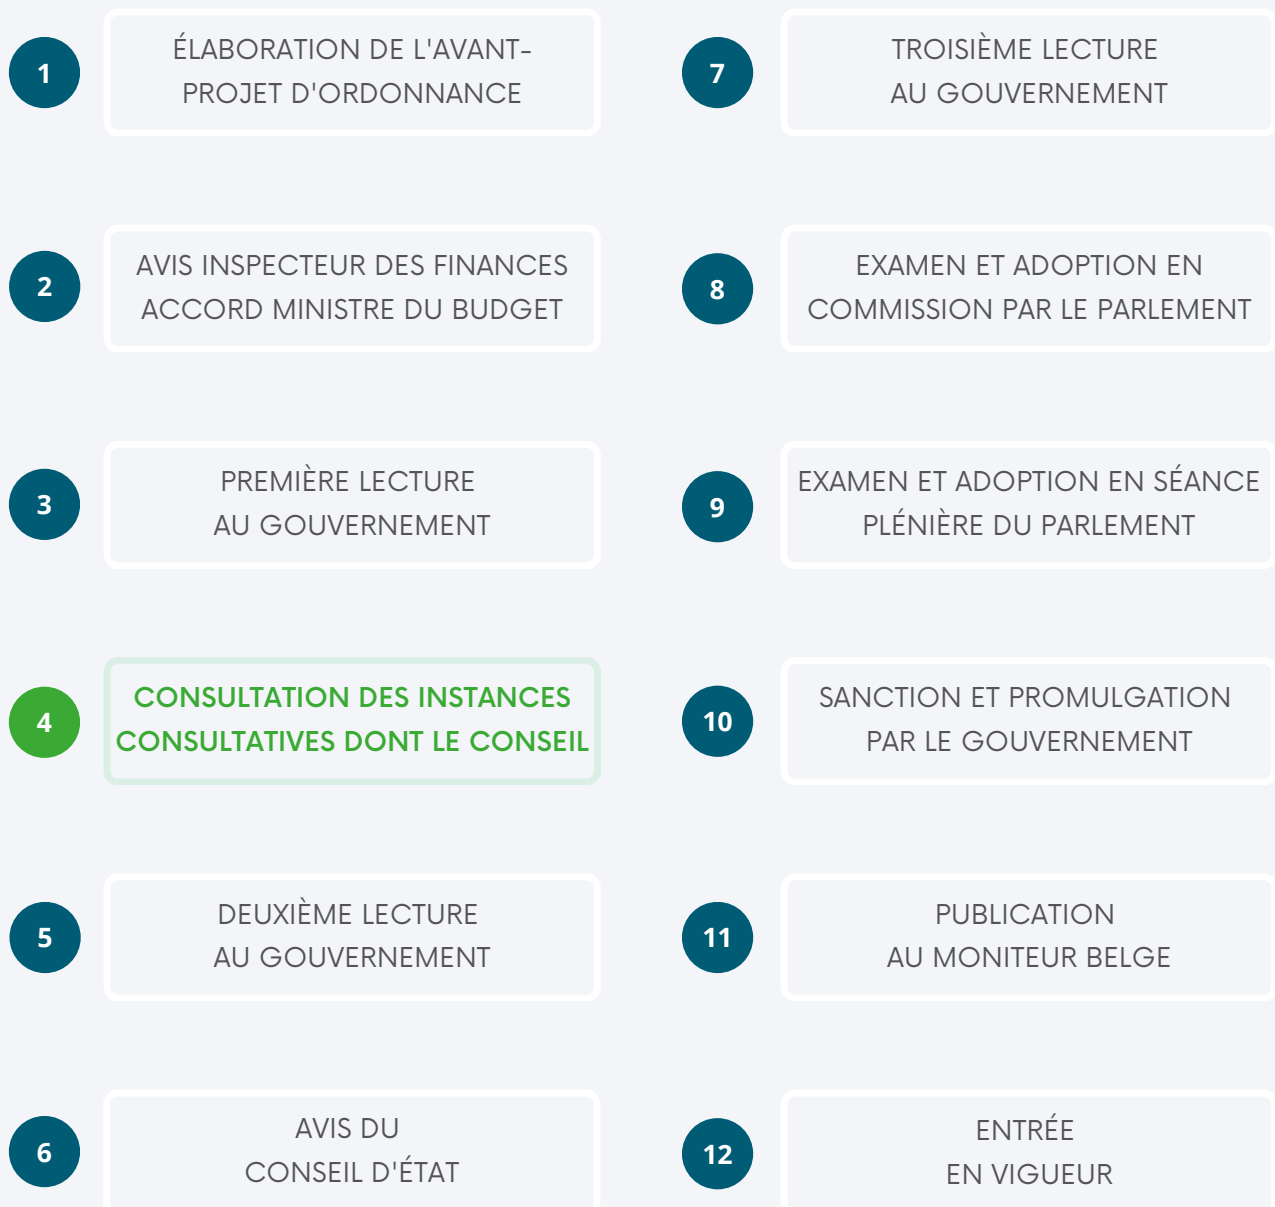 1
ÉLABORATION DE L'AVANT-
PROJET D'ORDONNANCE
2
AVIS INSPECTEUR DES FINANCES
ACCORD MINISTRE DU BUDGET
3
PREMIÈRE LECTURE
AU GOUVERNEMENT
4
CONSULTATION DES INSTANCES
CONSULTATIVES DONT LE CONSEIL
5
DEUXIÈME LECTURE
AU GOUVERNEMENT
6
AVIS DU
CONSEIL D'ÉTAT
7
TROISIÈME LECTURE
AU GOUVERNEMENT
8
EXAMEN ET ADOPTION EN
COMMISSION PAR LE PARLEMENT
9
EXAMEN ET ADOPTION EN SÉANCE
PLÉNIÈRE DU PARLEMENT
10
SANCTION ET PROMULGATION
PAR LE GOUVERNEMENT
11
PUBLICATION
AU MONITEUR BELGE
12
ENTRÉE
EN VIGUEUR